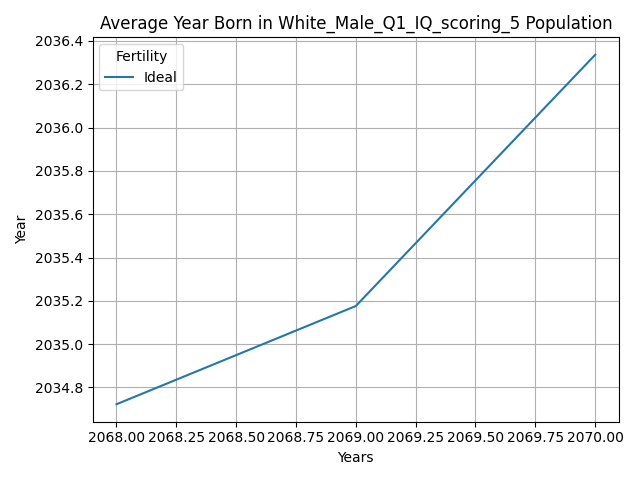 Average Year Born in White_Male_Q1_IQ_scoring_5 Population
2036.4
2036.2
2036.0
2035.8
2035.6
2035.4
2035.2
2035.0
2034.8
Year
Fertility
Ideal
2068.00 2068.25 2068.50 2068.75 2069.00 2069.25 2069.50 2069.75 2070.00
Years